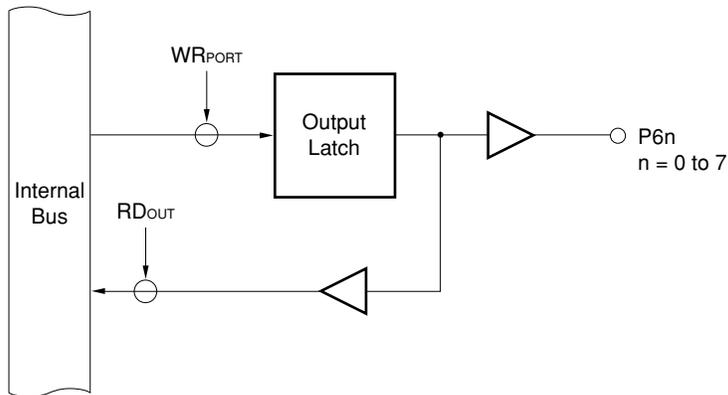 WRPORT
Output
Latch
P6n
n = 0 to 7
Internal
Bus
RDOUT